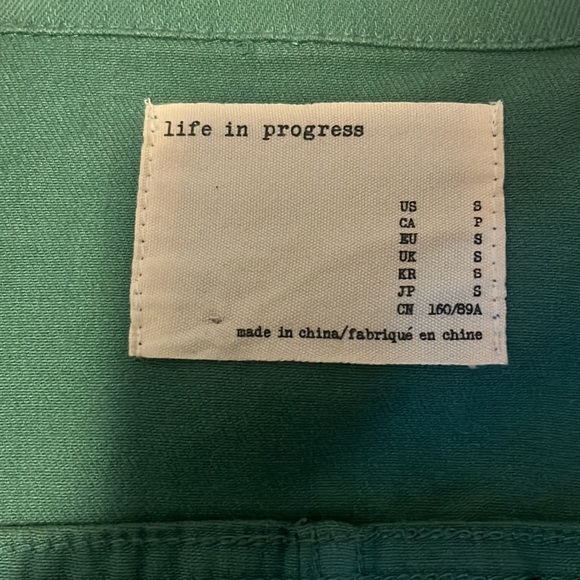 life in progress
US S
CA P
EU S
UK S
KR S
JP S
CN 160/89A
made in china/fabriqué en chine